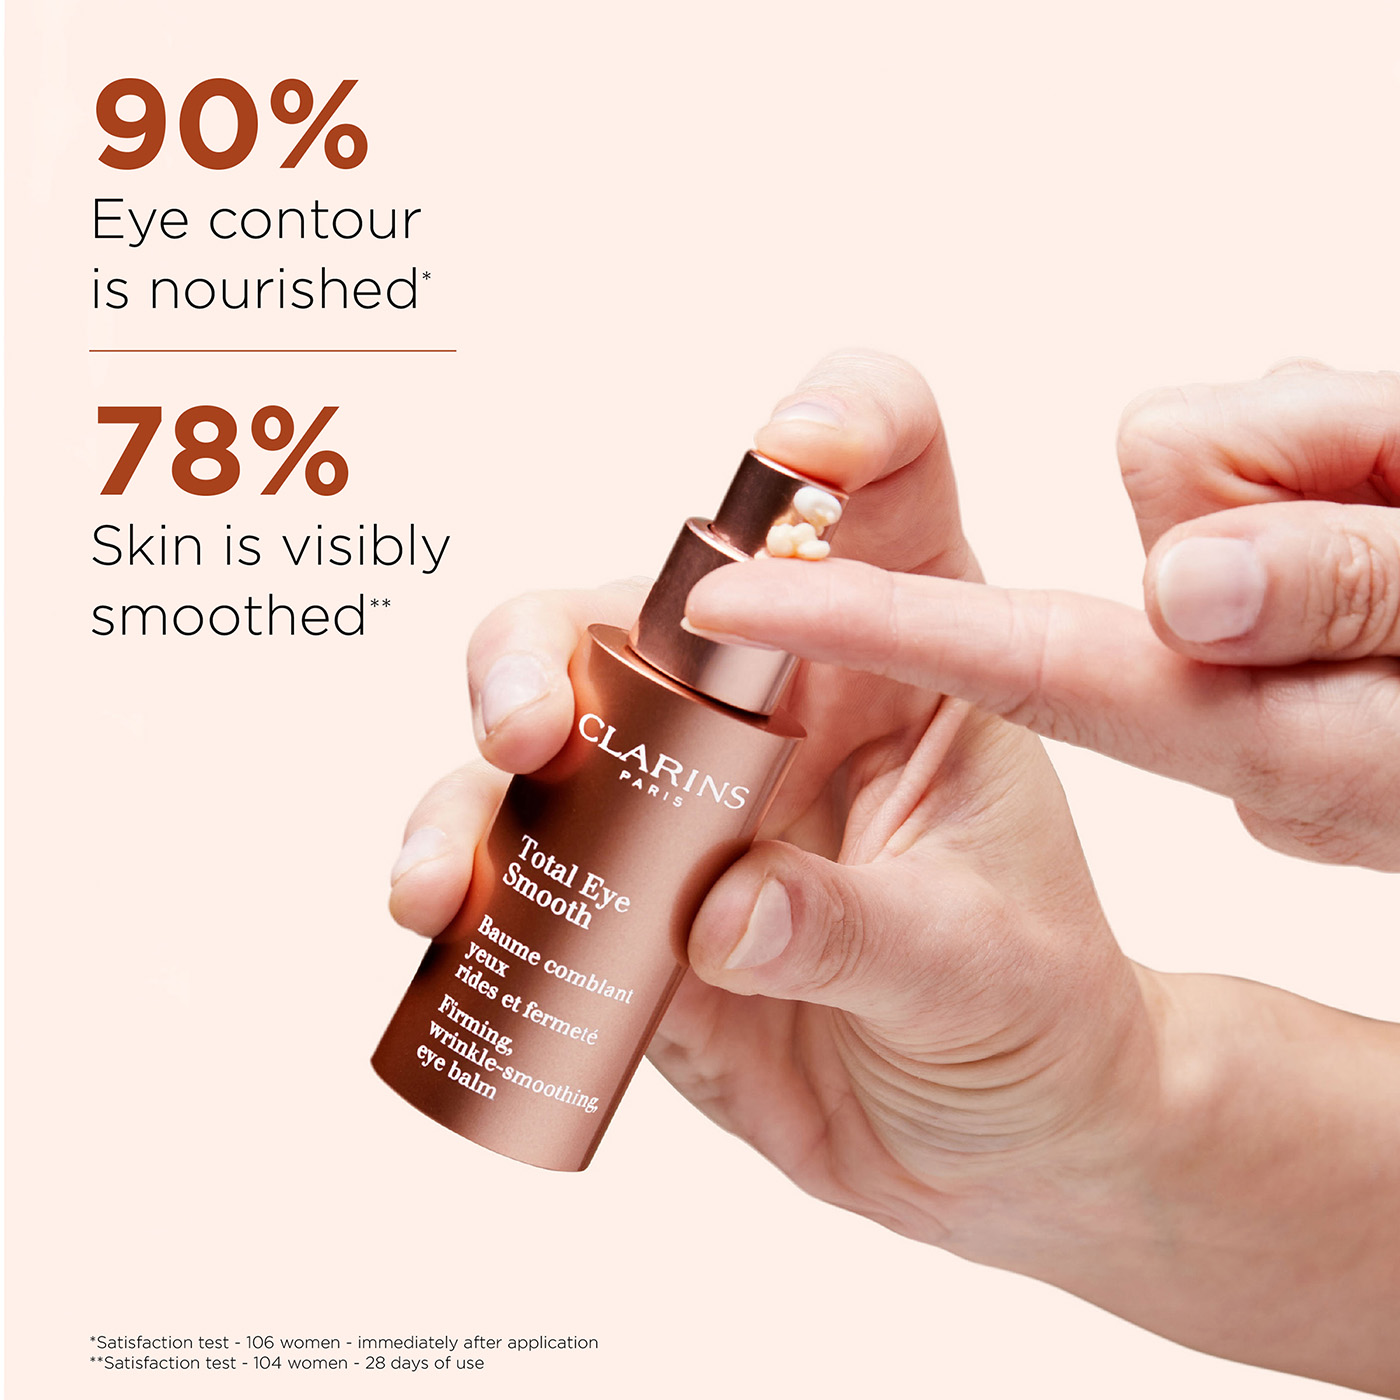 90%
Eye contour
is nourished*
78%
Skin is visibly
smoothed**
CLARINS
PARIS
Total Eye
Smooth
Baume comblant
yeux
rides et fermeté
Firming,
wrinkle-smoothing,
eye balm
*Satisfaction test - 106 women - immediately after application
**Satisfaction test - 104 women - 28 days of use